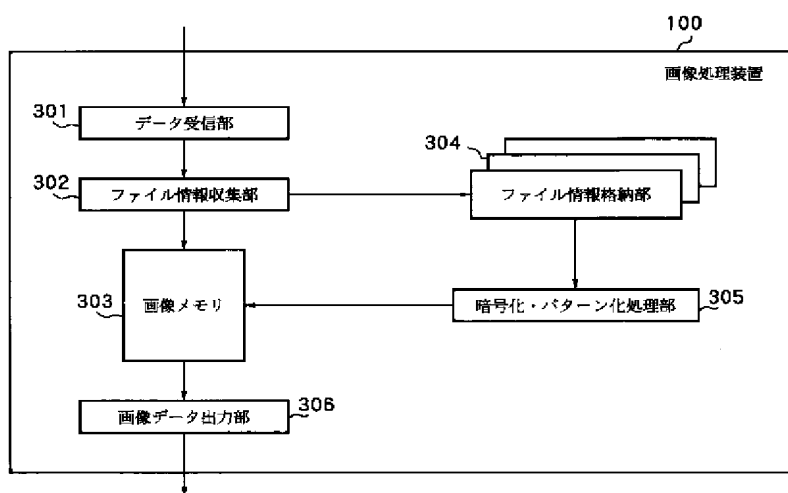 100
画像処理装置
301
データ受信部
304
302
ファイル情報収集部
ファイル情報格納部
303
画像メモリ
暗号化・パターン化処理部
305
画像データ出力部
306